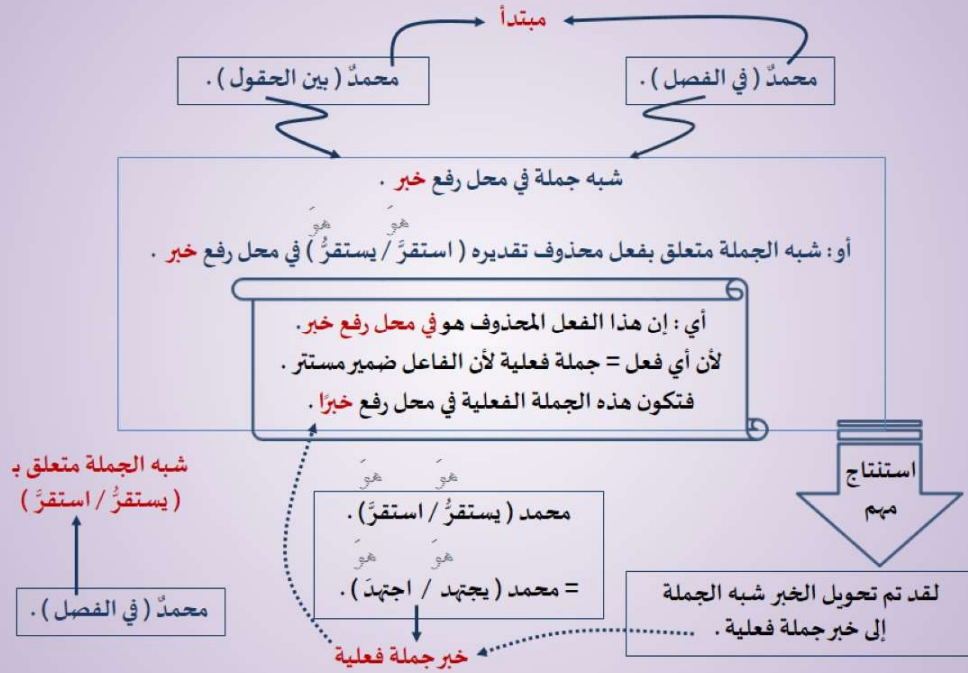 مبتدأ
محمدٌ ( في الفصل ) .
محمدٌ ( بين الحقول ) .
شبه جملة في محل رفع خبر .
هوَ هوَ
أو: شبه الجملة متعلق بفعل محذوف تقديره ( استقرَّ / يستقرُّ ) في محل رفع خبر .
أي : إن هذا الفعل المحذوف هو في محل رفع خبر.
لأن أي فعل = جملة فعلية لأن الفاعل ضمير مستتر .
فتكون هذه الجملة الفعلية في محل رفع خبرًا .
استنتاج
مهم
لقد تم تحويل الخبر شبه الجملة
إلى خبر جملة فعلية .
هوَ هوَ
محمد ( يستقرُّ / استقرَّ ).
هوَ هوَ
= محمد ( يجتهد / اجتهدَ ).
خبر جملة فعلية
شبه الجملة متعلق بـ
( يستقرُّ / استقرَّ )
محمدٌ ( في الفصل ) .